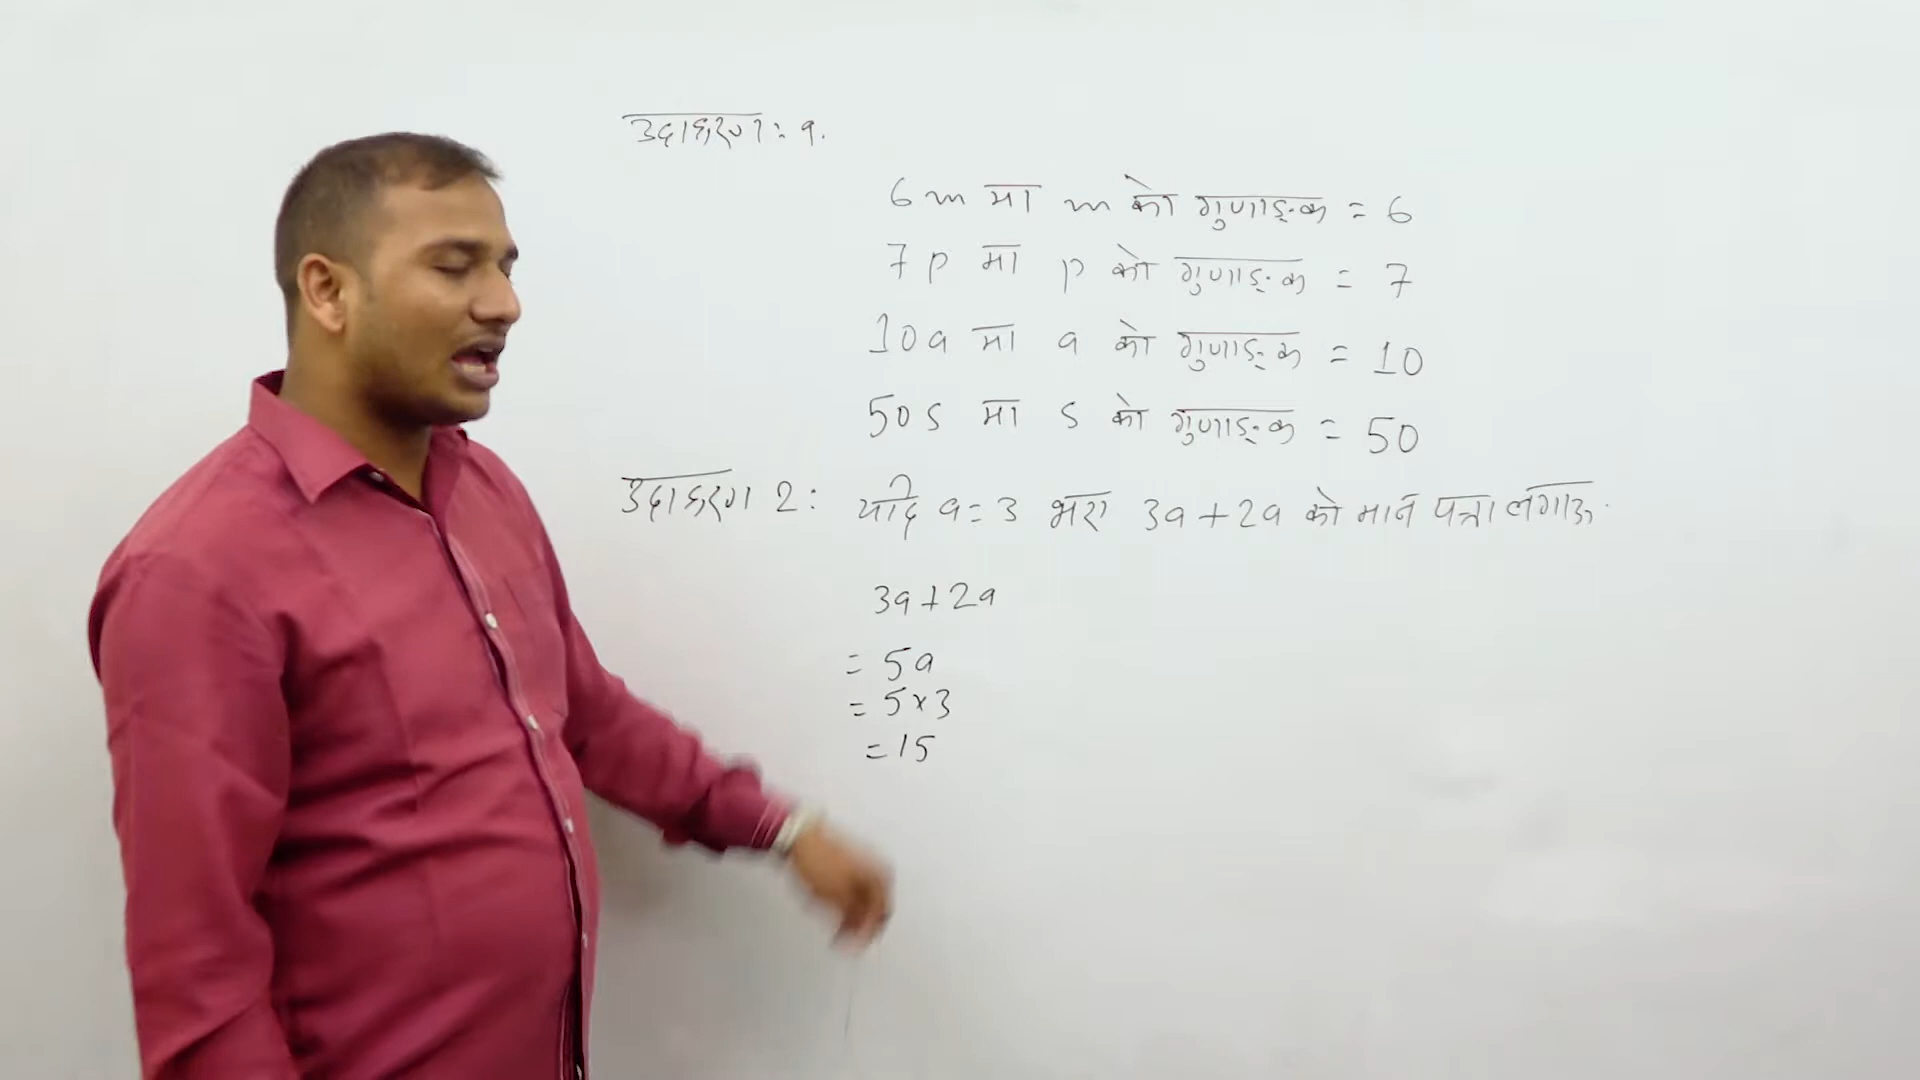 उदाहरण : १.
6m मा m को गुणाङ्क = 6
7p मा p को गुणाङ्क = 7
10a मा a को गुणाङ्क = 10
50s मा s को गुणाङ्क = 50
उदाहरण 2 : यदि a = 3 भए 3a + 2a को मान पत्ता लगाऊ.
3a + 2a
= 5a
= 5 × 3
= 15